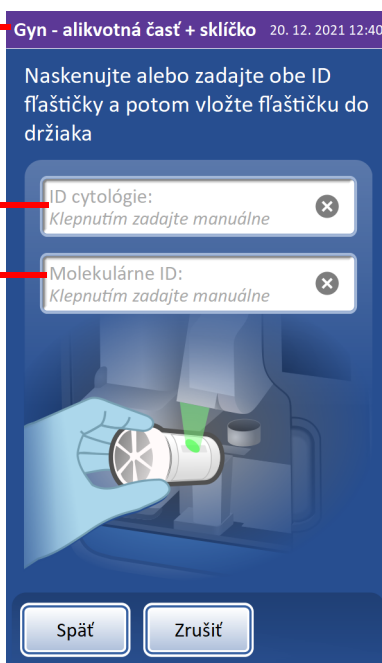 Gyn - alikvotná časť + sklíčko 20. 12. 2021 12:40
Naskenujte alebo zadajte obe ID
fľaštičky a potom vložte fľaštičku do
držiaka
ID cytológie:
Klepnutím zadajte manuálne
Molekulárne ID:
Klepnutím zadajte manuálne
Späť Zrušiť